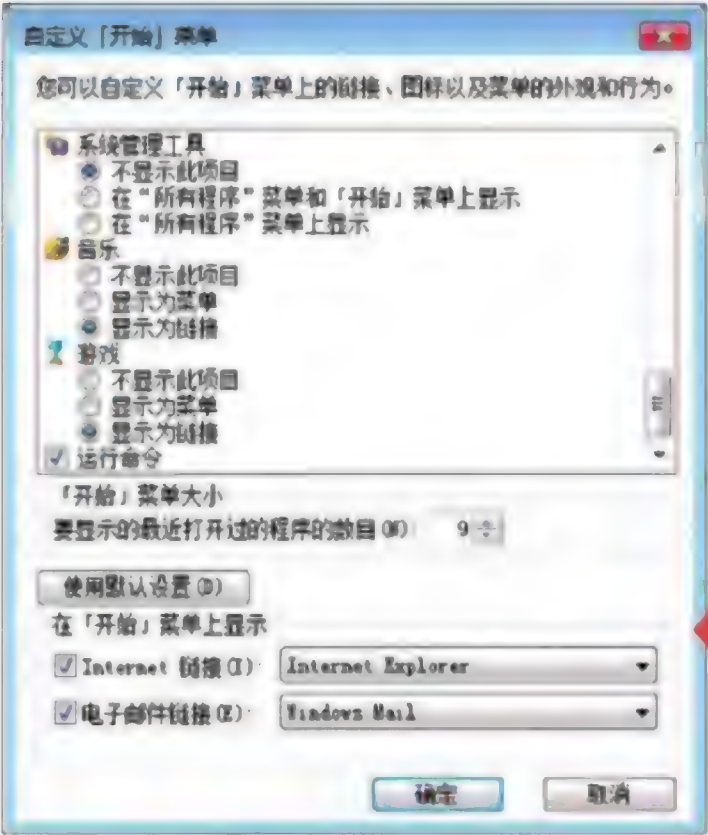 自定义「开始」菜单
您可以自定义「开始」菜单上的链接、图标以及菜单的外观和行为。
系统管理工具
不显示此项目
在“所有程序”菜单和「开始」菜单上显示
在“所有程序”菜单上显示
音乐
不显示此项目
显示为菜单
显示为链接
游戏
不显示此项目
显示为菜单
显示为链接
运行命令
「开始」菜单大小
要显示的最近打开过的程序的数目(N) 9
使用默认设置(D)
在「开始」菜单上显示
Internet 链接(I): Internet Explorer
电子邮件链接(E): Windows Mail
确定 取消